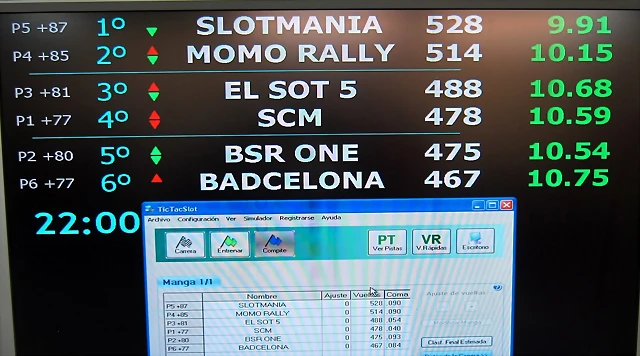 P5 +87 1º SLOTMANIA 528 9.91
P4 +85 2º MOMO RALLY 514 10.15
P3 +81 3º EL SOT 5 488 10.68
P1 +77 4º SCM 478 10.59
P2 +80 5º BSR ONE 475 10.54
P6 +77 6º BADCELONA 467 10.75
22:00
TicTacSlot
Archivo Configuración Ver Simulador Registrarse Ayuda
Carrera Entrenar Compite PT Ver Pistas VR V.Rápidas Escritorio
Manga 1/1
Nombre Ajuste Vueltas Coma Ajuste de vueltas
P5 +87 SLOTMANIA 0 528 .090
P4 +85 MOMO RALLY 0 514 .090
P3 +81 EL SOT 5 0 488 .054
P1 +77 SCM 0 478 .040
P2 +80 BSR ONE 0 475 .093
P6 +77 BADCELONA 0 467 .084
Clasf. Final Estimada